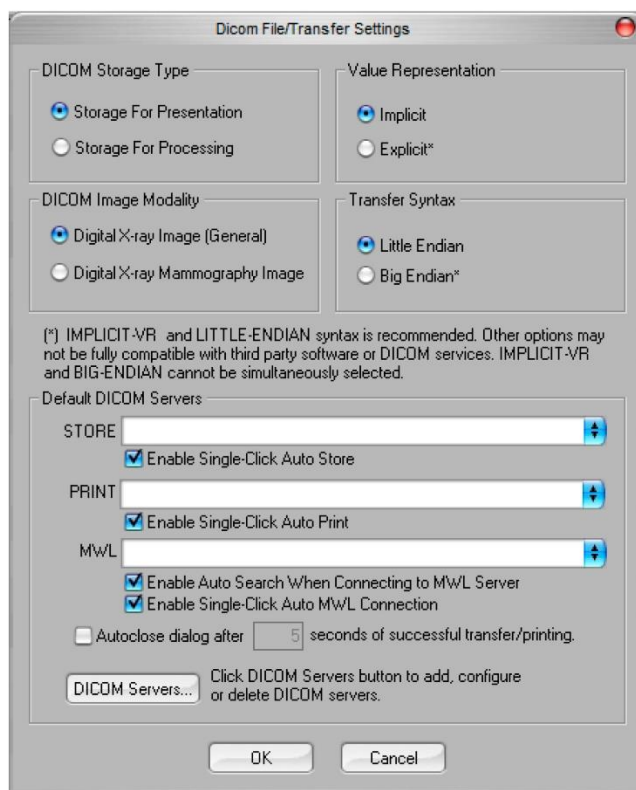 Dicom File/Transfer Settings
DICOM Storage Type
Storage For Presentation
Storage For Processing
Value Representation
Implicit
Explicit*
DICOM Image Modality
Digital X-ray Image (General)
Digital X-ray Mammography Image
Transfer Syntax
Little Endian
Big Endian*
(*) IMPLICIT-VR and LITTLE-ENDIAN syntax is recommended. Other options may
not be fully compatible with third party software or DICOM services. IMPLICIT-VR
and BIG-ENDIAN cannot be simultaneously selected.
Default DICOM Servers
STORE
Enable Single-Click Auto Store
PRINT
Enable Single-Click Auto Print
MWL
Enable Auto Search When Connecting to MWL Server
Enable Single-Click Auto MWL Connection
Autoclose dialog after 5 seconds of successful transfer/printing.
DICOM Servers...
Click DICOM Servers button to add, configure
or delete DICOM servers.
OK
Cancel